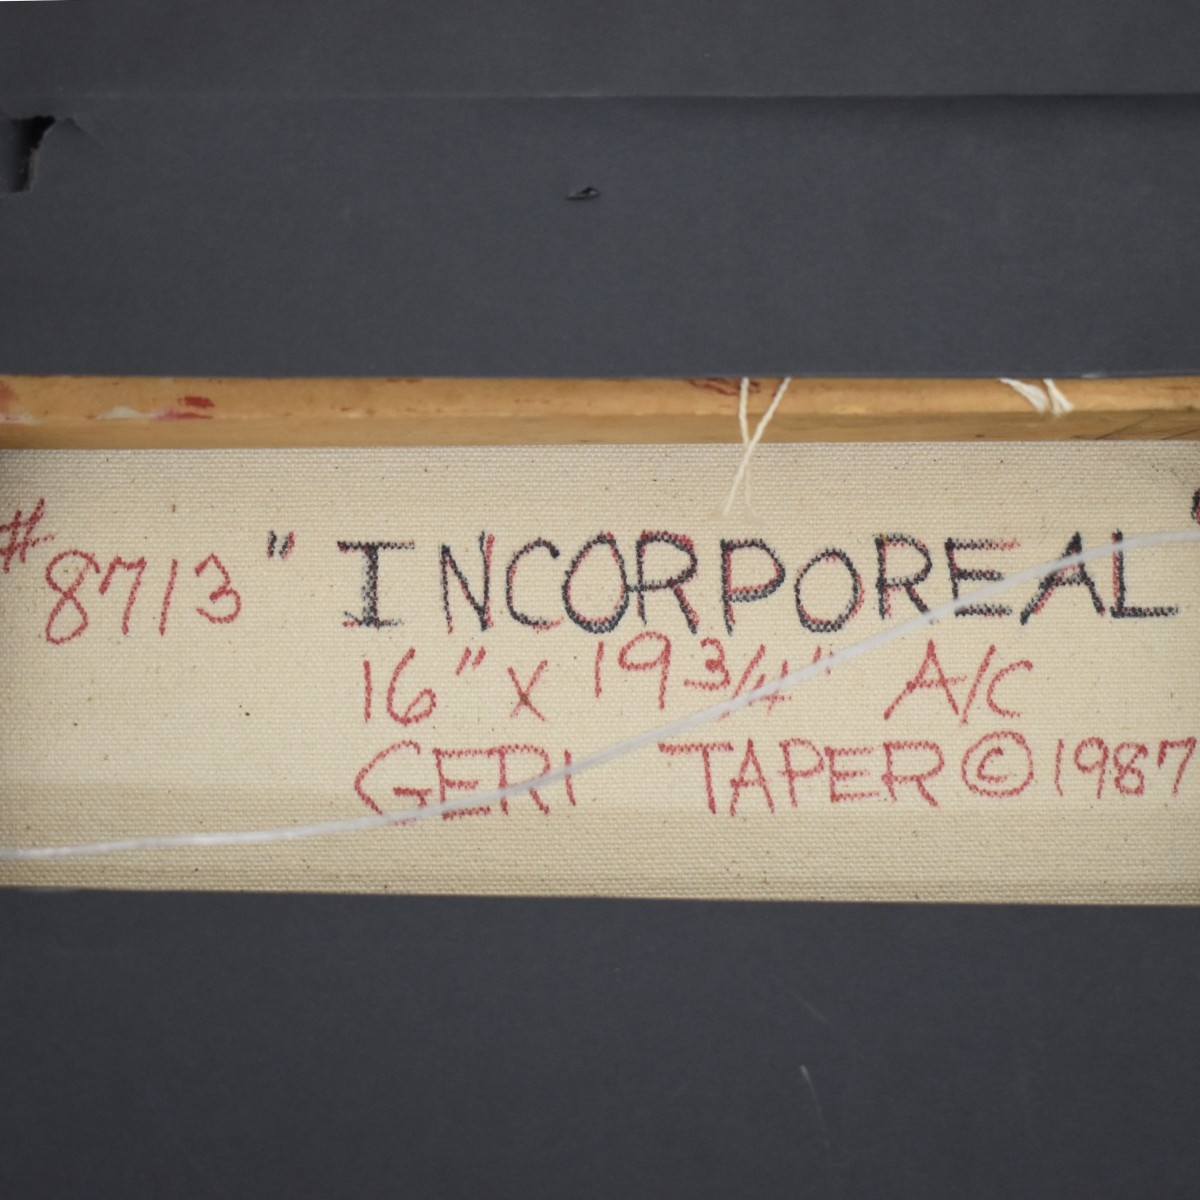 #8713 "INCORPOREAL"
16" x 19 3/4" A/C
GERI TAPER © 1987